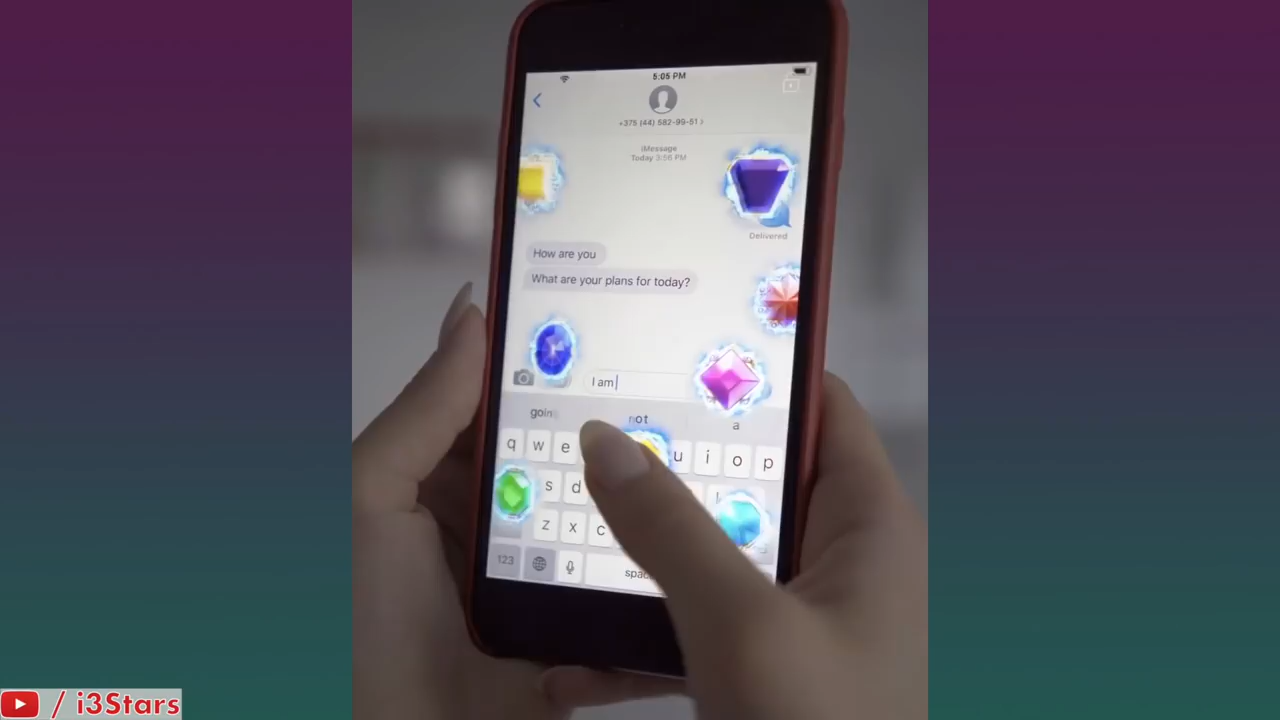 5:05 PM
+375 (44) 582-99-51 ›
iMessage
Today 3:56 PM
Delivered
How are you
What are your plans for today?
I am
goin not a
q w e u i o p
s d
z x c
123
/ i3Stars